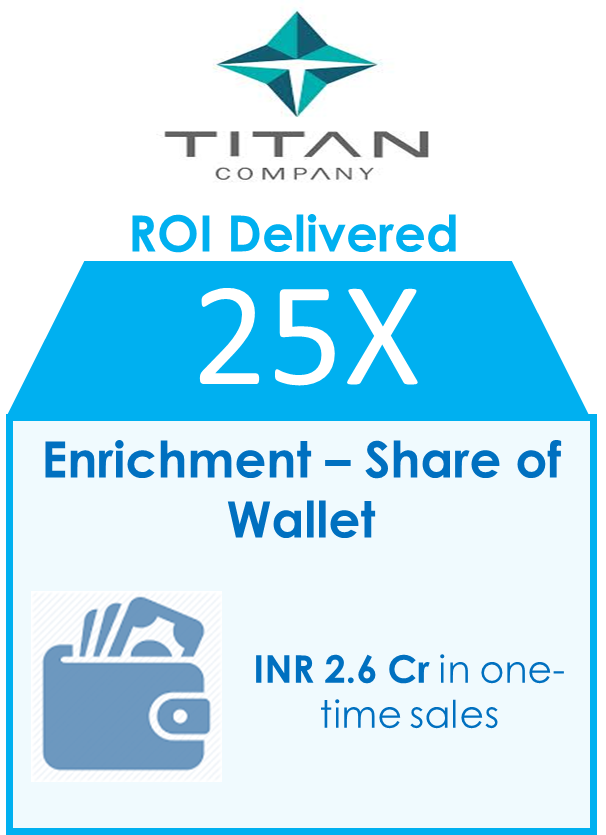 TITAN
COMPANY
ROI Delivered
25X
Enrichment – Share of
Wallet
INR 2.6 Cr in one-
time sales